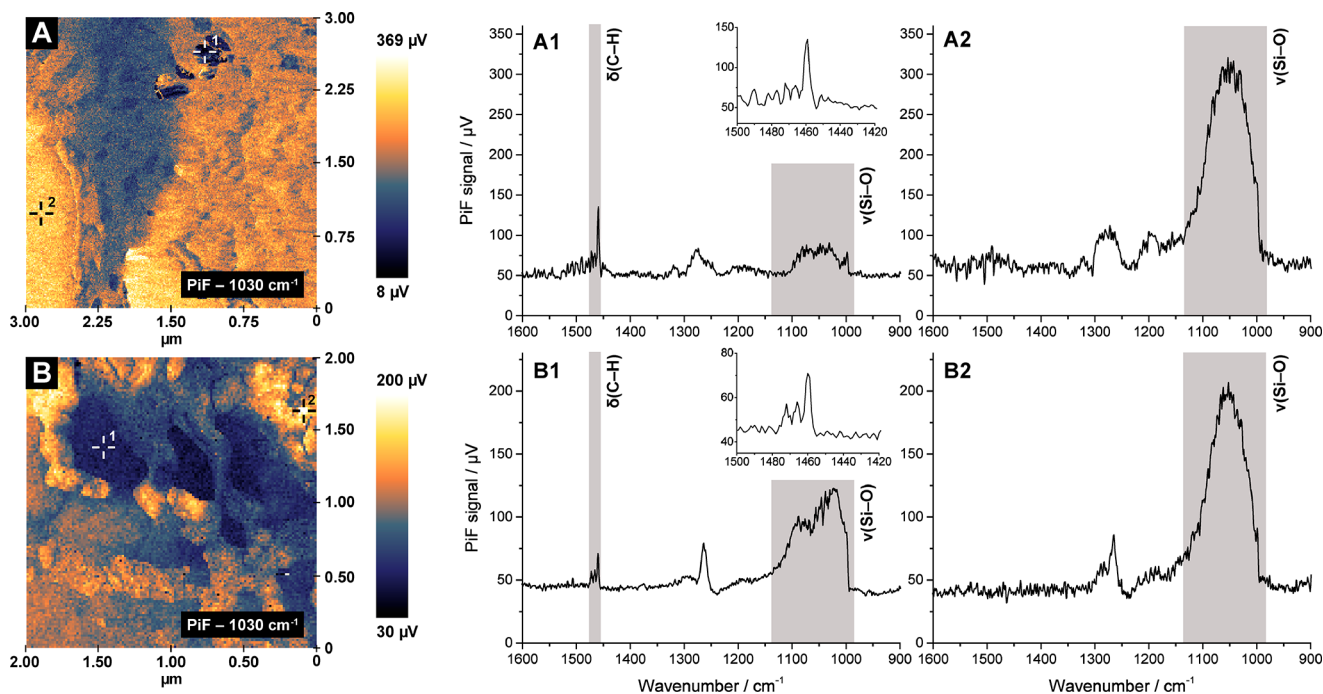 A
1
2
PiF – 1030 cm-1
3.00
2.25
1.50
0.75
0
µm
3.00
2.25
1.50
0.75
0
369 µV
8 µV
A1
δ(C–H)
ν(Si–O)
PiF signal / µV
350
300
250
200
150
100
50
0
1600 1500 1400 1300 1200 1100 1000 900
150
100
50
1500 1480 1460 1440 1420
A2
ν(Si–O)
350
300
250
200
150
100
50
0
1600 1500 1400 1300 1200 1100 1000 900
B
1
2
PiF – 1030 cm-1
2.00
1.50
1.00
0.50
0
µm
2.00
1.50
1.00
0.50
0
200 µV
30 µV
B1
δ(C–H)
ν(Si–O)
PiF signal / µV
200
150
100
50
0
1600 1500 1400 1300 1200 1100 1000 900
Wavenumber / cm-1
80
60
40
1500 1480 1460 1440 1420
B2
ν(Si–O)
200
150
100
50
0
1600 1500 1400 1300 1200 1100 1000 900
Wavenumber / cm-1